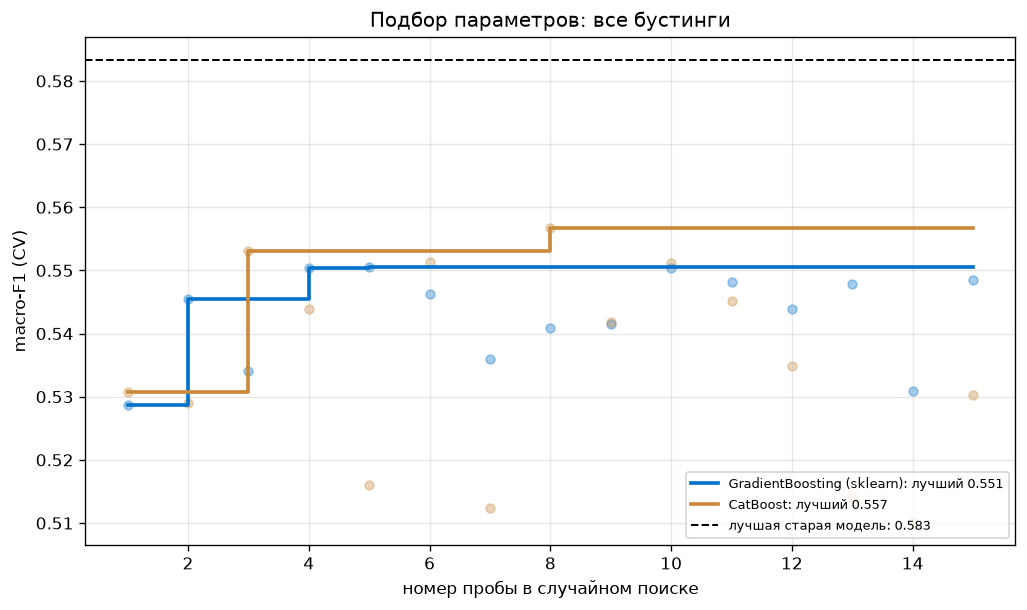 Подбор параметров: все бустинги
macro-F1 (CV)
0.58
0.57
0.56
0.55
0.54
0.53
0.52
0.51
GradientBoosting (sklearn): лучший 0.551
CatBoost: лучший 0.557
лучшая старая модель: 0.583
2 4 6 8 10 12 14
номер пробы в случайном поиске